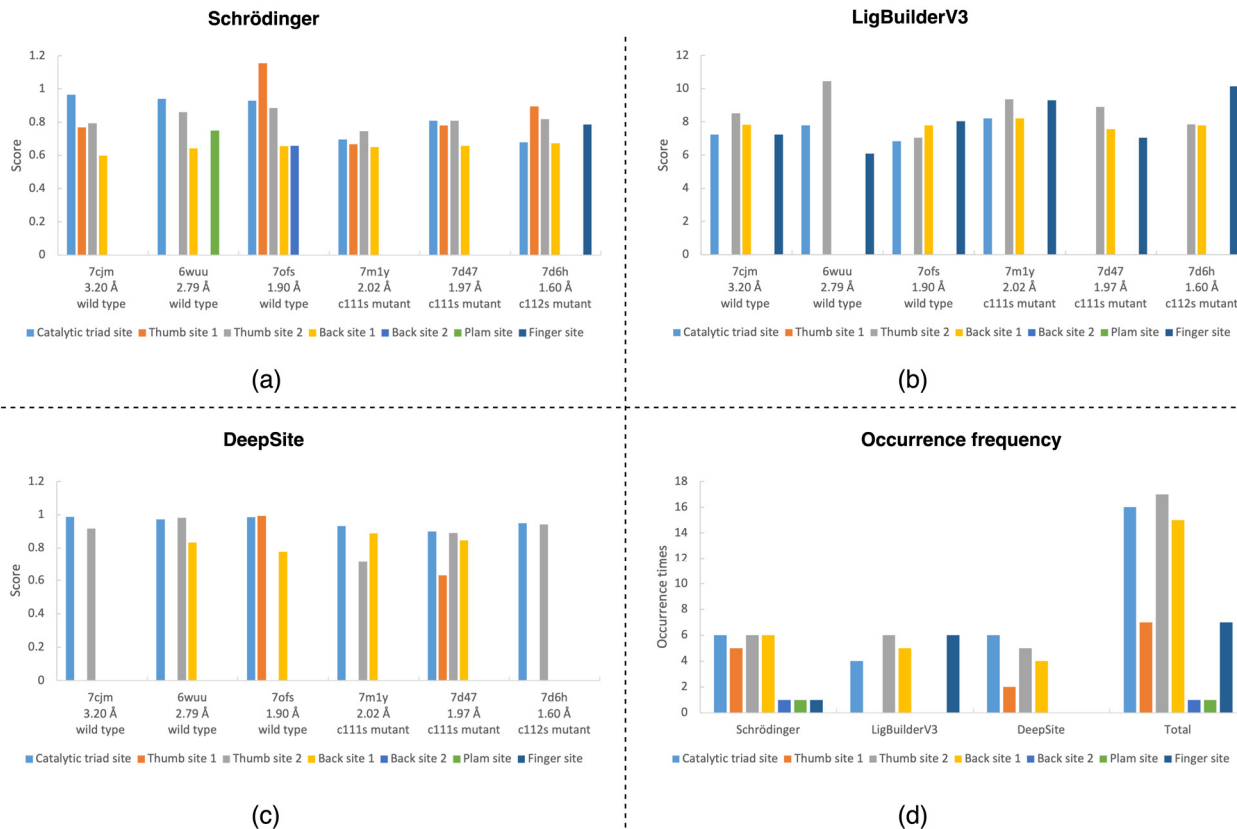 Schrödinger
Score
1.2
1
0.8
0.6
0.4
0.2
0
7cjm 6wuu 7ofs 7m1y 7d47 7d6h
3.20 Å 2.79 Å 1.90 Å 2.02 Å 1.97 Å 1.60 Å
wild type wild type wild type c111s mutant c111s mutant c112s mutant
Catalytic triad site Thumb site 1 Thumb site 2 Back site 1 Back site 2 Plam site Finger site
(a)
LigBuilderV3
Score
12
10
8
6
4
2
0
7cjm 6wuu 7ofs 7m1y 7d47 7d6h
3.20 Å 2.79 Å 1.90 Å 2.02 Å 1.97 Å 1.60 Å
wild type wild type wild type c111s mutant c111s mutant c112s mutant
Catalytic triad site Thumb site 1 Thumb site 2 Back site 1 Back site 2 Plam site Finger site
(b)
DeepSite
Score
1.2
1
0.8
0.6
0.4
0.2
0
7cjm 6wuu 7ofs 7m1y 7d47 7d6h
3.20 Å 2.79 Å 1.90 Å 2.02 Å 1.97 Å 1.60 Å
wild type wild type wild type c111s mutant c111s mutant c112s mutant
Catalytic triad site Thumb site 1 Thumb site 2 Back site 1 Back site 2 Plam site Finger site
(c)
Occurrence frequency
Occurrence times
18
16
14
12
10
8
6
4
2
0
Schrödinger LigBuilderV3 DeepSite Total
Catalytic triad site Thumb site 1 Thumb site 2 Back site 1 Back site 2 Plam site Finger site
(d)